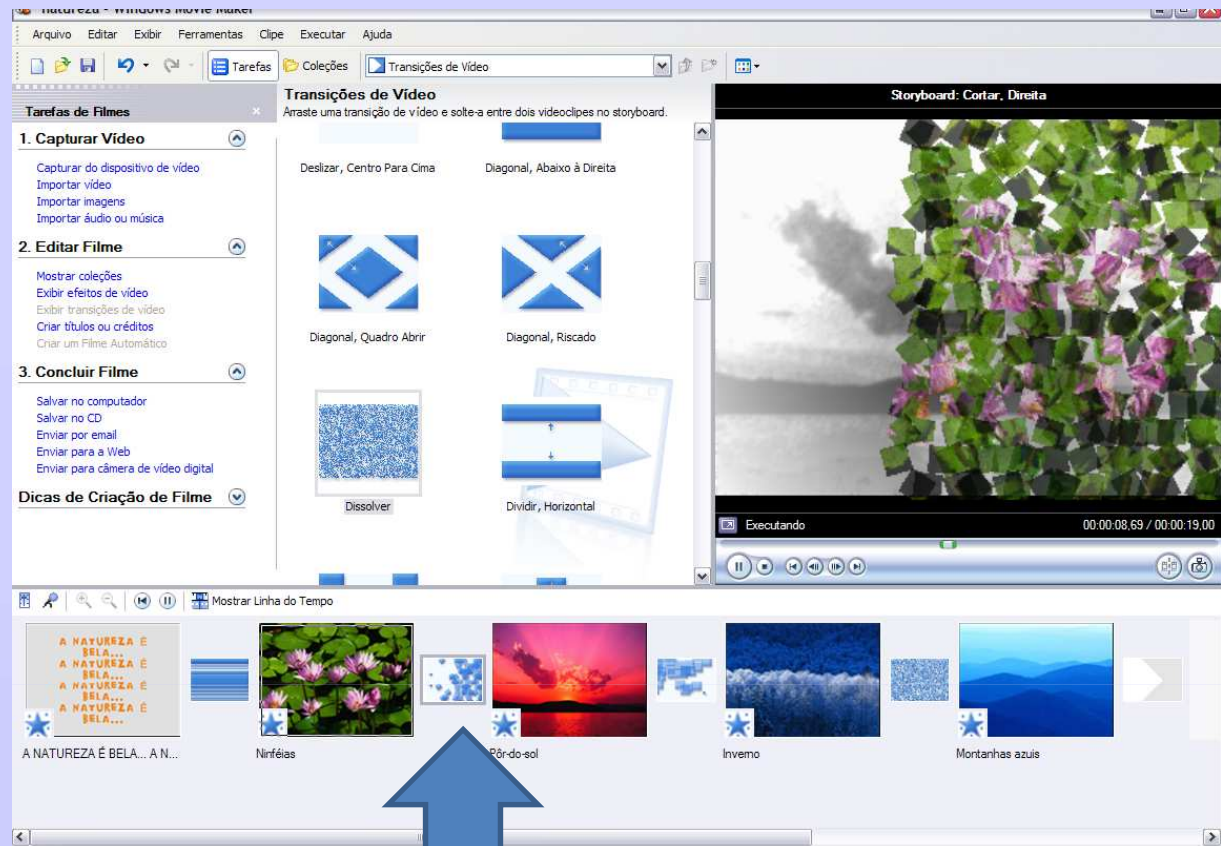 natureza - Windows Movie Maker
Arquivo Editar Exibir Ferramentas Clipe Executar Ajuda
Tarefas Coleções Transições de Vídeo
Tarefas de Filmes
1. Capturar Vídeo
Capturar do dispositivo de vídeo
Importar vídeo
Importar imagens
Importar áudio ou música
2. Editar Filme
Mostrar coleções
Exibir efeitos de vídeo
Exibir transições de vídeo
Criar títulos ou créditos
Criar um Filme Automático
3. Concluir Filme
Salvar no computador
Salvar no CD
Enviar por email
Enviar para a Web
Enviar para câmera de vídeo digital
Dicas de Criação de Filme
Transições de Vídeo
Arraste uma transição de vídeo e solte-a entre dois videoclipes no storyboard.
Deslizar, Centro Para Cima Diagonal, Abaixo à Direita
Diagonal, Quadro Abrir Diagonal, Riscado
Dissolver Dividir, Horizontal
Storyboard: Cortar, Direita
Executando 00:00:08,69 / 00:00:19,00
Mostrar Linha do Tempo
A NATUREZA É
BELA...
A NATUREZA É
BELA...
A NATUREZA É
BELA...
A NATUREZA É
BELA...
A NATUREZA É BELA... A N... Ninféias Pôr-do-sol Inverno Montanhas azuis